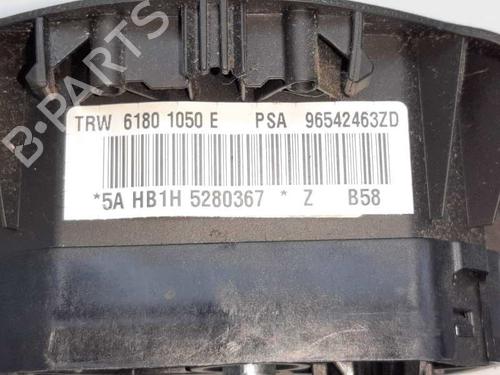 TRW 6180 1050 E PSA 96542463ZD
*5A HB1H 5280367 * Z B58
B-PARTS